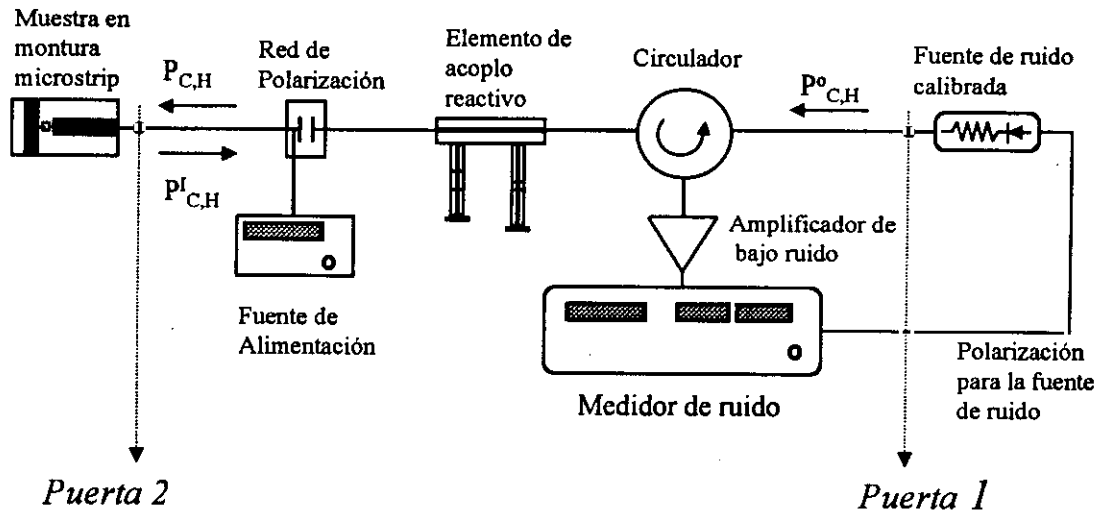 Muestra en
montura
microstrip
P_C,H
P^I_C,H
Red de
Polarización
Fuente de
Alimentación
Elemento de
acoplo
reactivo
Circulador
P^o_C,H
Fuente de ruido
calibrada
Amplificador de
bajo ruido
Medidor de ruido
Polarización
para la fuente
de ruido
Puerta 2
Puerta 1